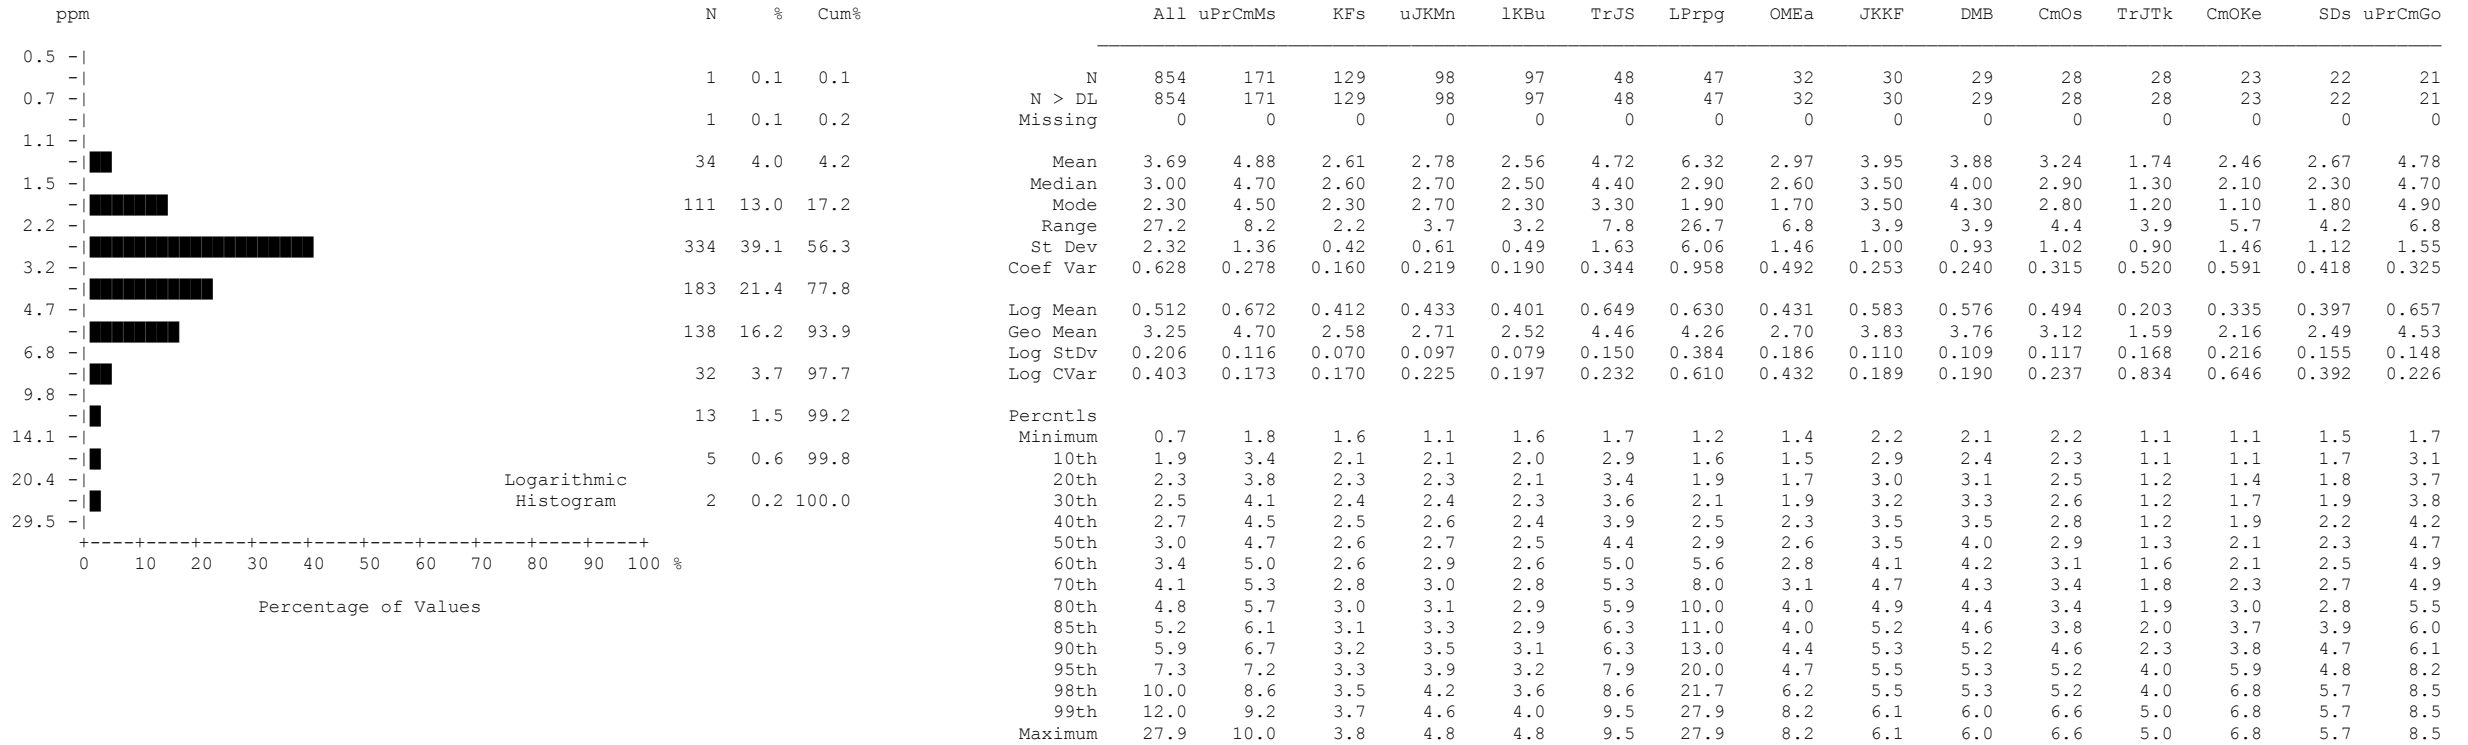 ppm N % Cum% All uPrCmMs KFs uJKMn lKBu TrJS LPrpg OMEa JKKF DMB CmOs TrJTk CmOKe SDs uPrCmGo
0.5 -|
-| 1 0.1 0.1 N 854 171 129 98 97 48 47 32 30 29 28 28 23 22 21
0.7 -| N > DL 854 171 129 98 97 48 47 32 30 29 28 28 23 22 21
-| 1 0.1 0.2 Missing 0 0 0 0 0 0 0 0 0 0 0 0 0 0 0
1.1 -|
-| 34 4.0 4.2 Mean 3.69 4.88 2.61 2.78 2.56 4.72 6.32 2.97 3.95 3.88 3.24 1.74 2.46 2.67 4.78
1.5 -| Median 3.00 4.70 2.60 2.70 2.50 4.40 2.90 2.60 3.50 4.00 2.90 1.30 2.10 2.30 4.70
-| 111 13.0 17.2 Mode 2.30 4.50 2.30 2.70 2.30 3.30 1.90 1.70 3.50 4.30 2.80 1.20 1.10 1.80 4.90
2.2 -| Range 27.2 8.2 2.2 3.7 3.2 7.8 26.7 6.8 3.9 3.9 4.4 3.9 5.7 4.2 6.8
-| 334 39.1 56.3 St Dev 2.32 1.36 0.42 0.61 0.49 1.63 6.06 1.46 1.00 0.93 1.02 0.90 1.46 1.12 1.55
3.2 -| Coef Var 0.628 0.278 0.160 0.219 0.190 0.344 0.958 0.492 0.253 0.240 0.315 0.520 0.591 0.418 0.325
-| 183 21.4 77.8
4.7 -| Log Mean 0.512 0.672 0.412 0.433 0.401 0.649 0.630 0.431 0.583 0.576 0.494 0.203 0.335 0.397 0.657
-| 138 16.2 93.9 Geo Mean 3.25 4.70 2.58 2.71 2.52 4.46 4.26 2.70 3.83 3.76 3.12 1.59 2.16 2.49 4.53
6.8 -| Log StDv 0.206 0.116 0.070 0.097 0.079 0.150 0.384 0.186 0.110 0.109 0.117 0.168 0.216 0.155 0.148
-| 32 3.7 97.7 Log CVar 0.403 0.173 0.170 0.225 0.197 0.232 0.610 0.432 0.189 0.190 0.237 0.834 0.646 0.392 0.226
9.8 -|
-| 13 1.5 99.2 Percntls
14.1 -| Minimum 0.7 1.8 1.6 1.1 1.6 1.7 1.2 1.4 2.2 2.1 2.2 1.1 1.1 1.5 1.7
-| 5 0.6 99.8 10th 1.9 3.4 2.1 2.1 2.0 2.9 1.6 1.5 2.9 2.4 2.3 1.1 1.1 1.7 3.1
20.4 -| Logarithmic 20th 2.3 3.8 2.3 2.3 2.1 3.4 1.9 1.7 3.0 3.1 2.5 1.2 1.4 1.8 3.7
-| Histogram 2 0.2 100.0 30th 2.5 4.1 2.4 2.4 2.3 3.6 2.1 1.9 3.2 3.3 2.6 1.2 1.7 1.9 3.8
29.5 -| 40th 2.7 4.5 2.5 2.6 2.4 3.9 2.5 2.3 3.5 3.5 2.8 1.2 1.9 2.2 4.2
+----+----+----+----+----+----+----+----+----+----+ 50th 3.0 4.7 2.6 2.7 2.5 4.4 2.9 2.6 3.5 4.0 2.9 1.3 2.1 2.3 4.7
0 10 20 30 40 50 60 70 80 90 100 % 60th 3.4 5.0 2.6 2.9 2.6 5.0 5.6 2.8 4.1 4.2 3.1 1.6 2.1 2.5 4.9
70th 4.1 5.3 2.8 3.0 2.8 5.3 8.0 3.1 4.7 4.3 3.4 1.8 2.3 2.7 4.9
Percentage of Values 80th 4.8 5.7 3.0 3.1 2.9 5.9 10.0 4.0 4.9 4.4 3.4 1.9 3.0 2.8 5.5
85th 5.2 6.1 3.1 3.3 2.9 6.3 11.0 4.0 5.2 4.6 3.8 2.0 3.7 3.9 6.0
90th 5.9 6.7 3.2 3.5 3.1 6.3 13.0 4.4 5.3 5.2 4.6 2.3 3.8 4.7 6.1
95th 7.3 7.2 3.3 3.9 3.2 7.9 20.0 4.7 5.5 5.3 5.2 4.0 5.9 4.8 8.2
98th 10.0 8.6 3.5 4.2 3.6 8.6 21.7 6.2 5.5 5.3 5.2 4.0 6.8 5.7 8.5
99th 12.0 9.2 3.7 4.6 4.0 9.5 27.9 8.2 6.1 6.0 6.6 5.0 6.8 5.7 8.5
Maximum 27.9 10.0 3.8 4.8 4.8 9.5 27.9 8.2 6.1 6.0 6.6 5.0 6.8 5.7 8.5